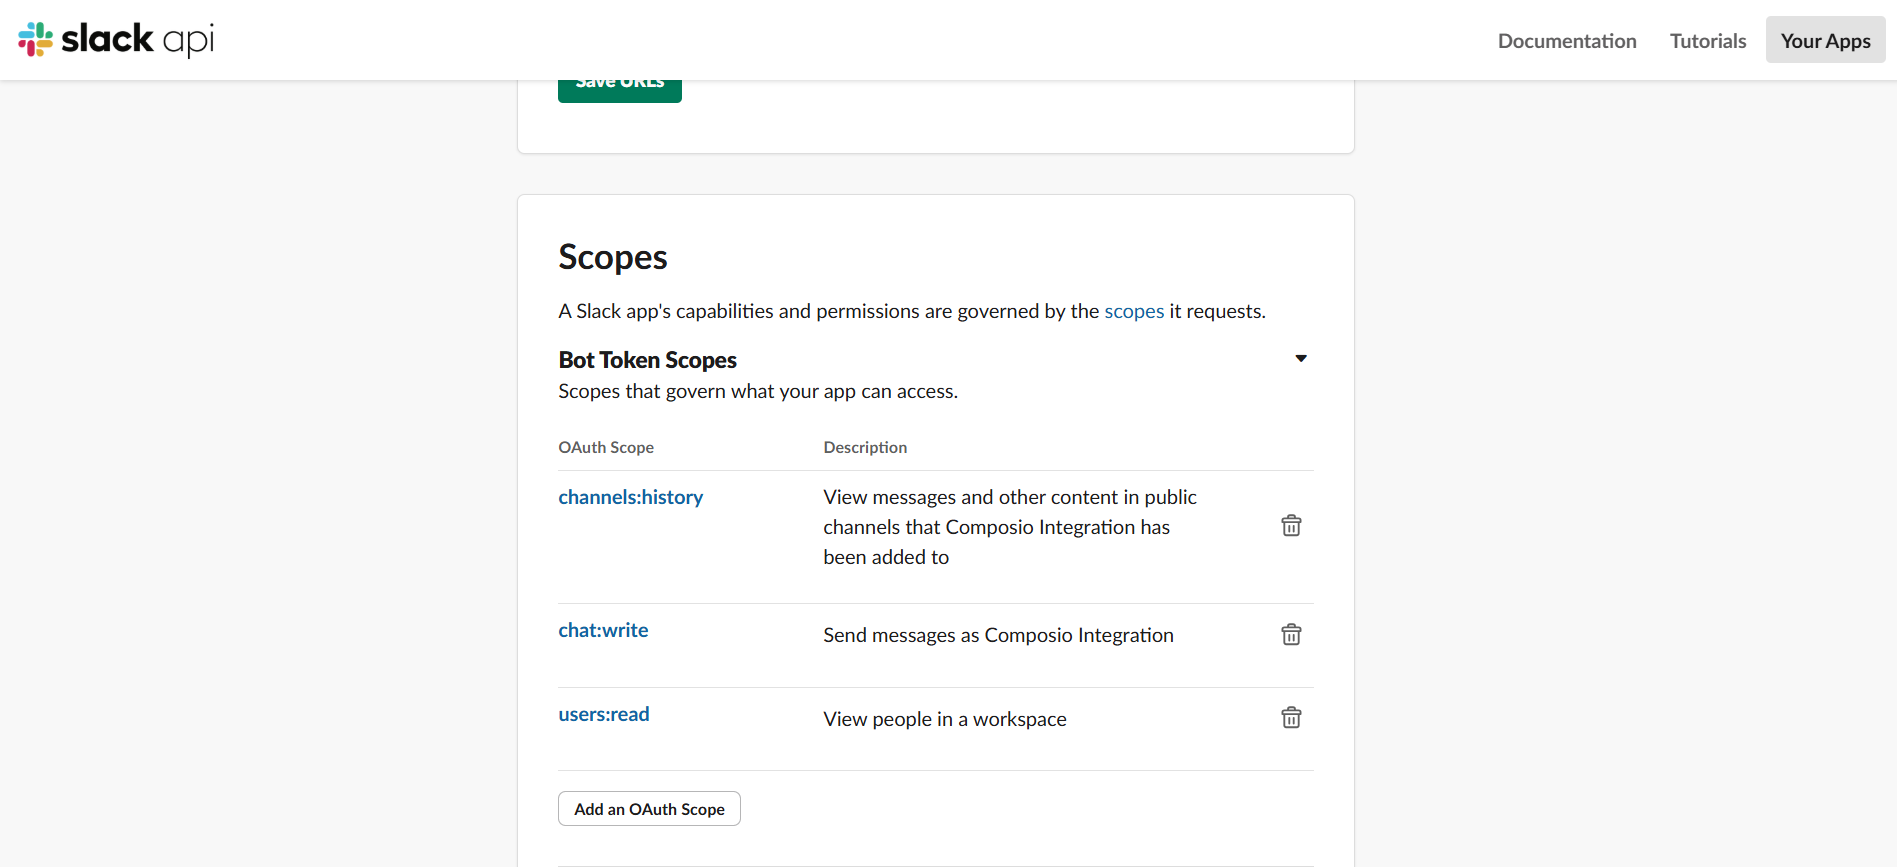 slack api
Documentation
Tutorials
Your Apps
Save URLs
Scopes
A Slack app's capabilities and permissions are governed by the scopes it requests.
Bot Token Scopes
Scopes that govern what your app can access.
OAuth Scope
Description
channels:history
View messages and other content in public
channels that Composio Integration has
been added to
chat:write
Send messages as Composio Integration
users:read
View people in a workspace
Add an OAuth Scope